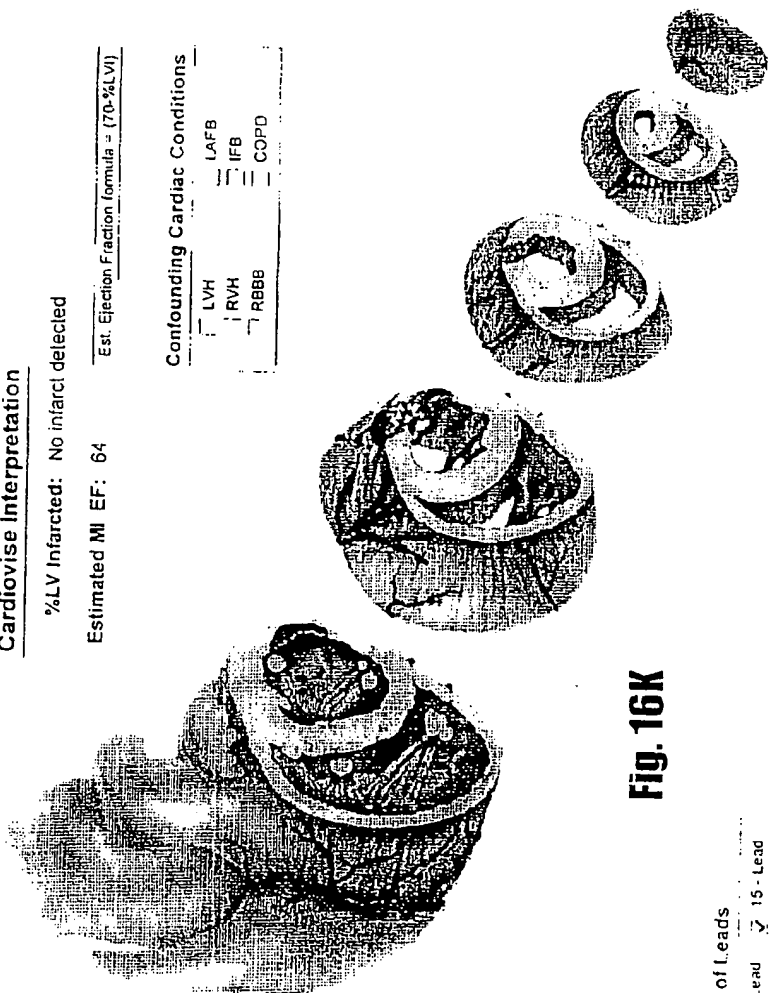 Cardiovise Interpretation
%LV Infarcted: No infarct detected
Estimated MI EF: 64
Est. Ejection Fraction formula = (70-%LVI)
Confounding Cardiac Conditions
LVH LAFB
RVH IFB
RBBB COPD
of Leads
15 - Lead
Fig. 16K